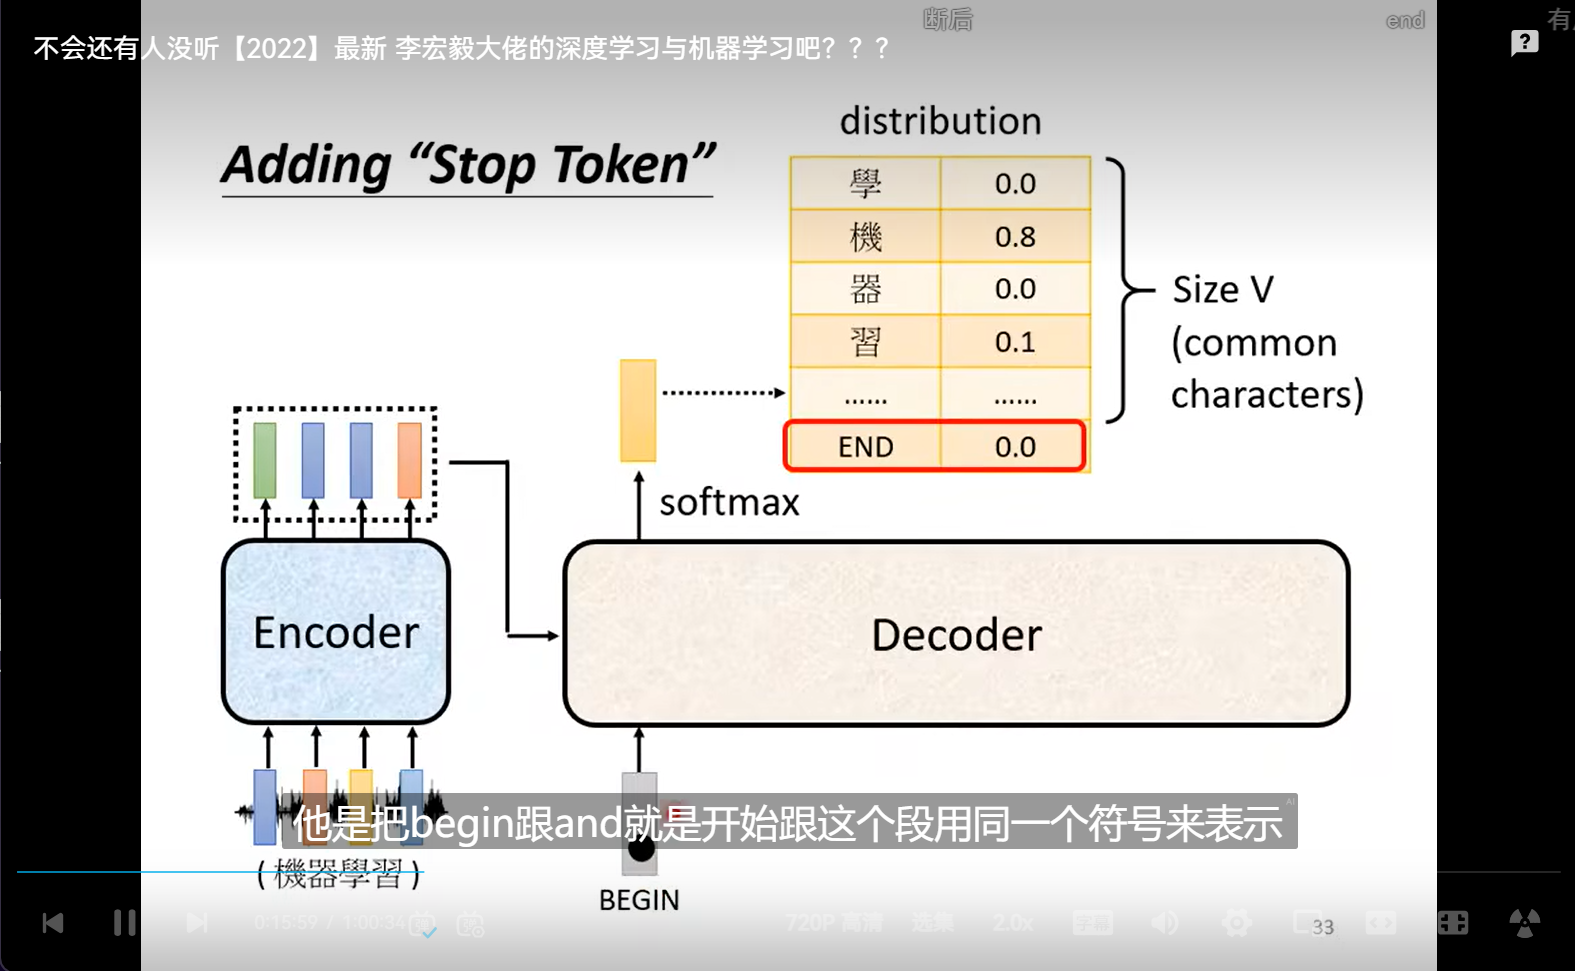 断后
end
有
不会还有人没听【2022】最新 李宏毅大佬的深度学习与机器学习吧？？？
distribution
Adding “Stop Token”
學 0.0
機 0.8
器 0.0
習 0.1
...... ......
END 0.0
Size V
(common
characters)
softmax
Encoder
Decoder
他是把begin跟and就是开始跟这个段用同一个符号来表示
AI
(機器學習)
BEGIN
0:15:59 / 1:00:34
720P 高清
选集
2.0x
字幕
33